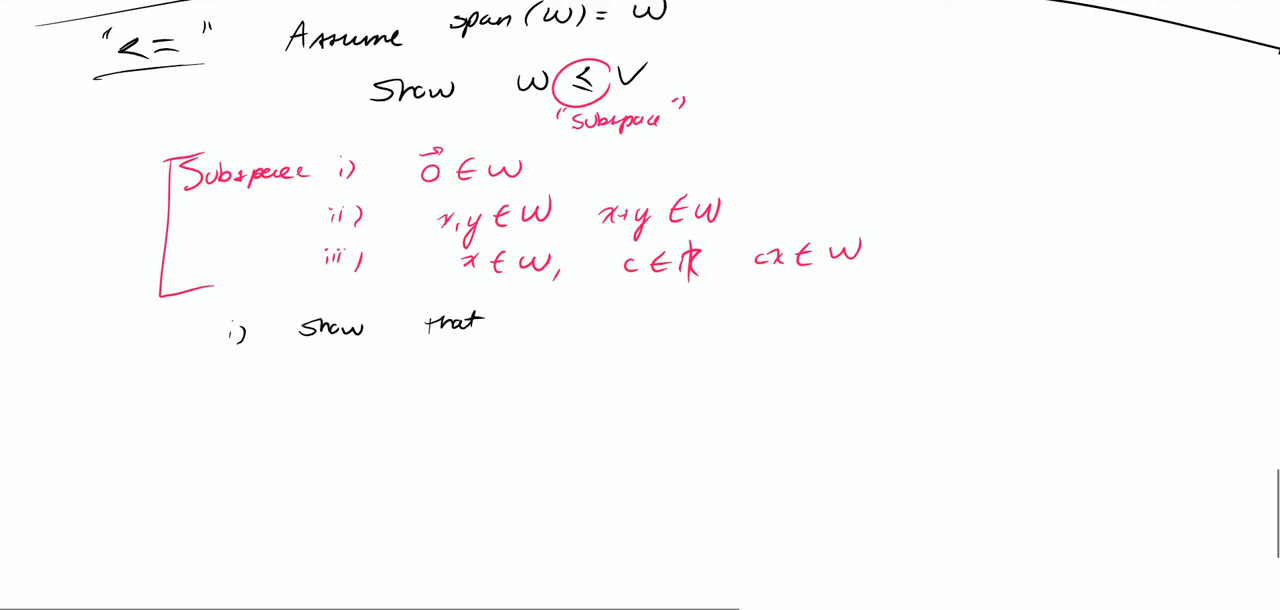 "<=" Assume span(W) = W
Show W ≤ V
"Subspace"
Subspace i) 0⃗ ∈ W
ii) x,y ∈ W x+y ∈ W
iii) x ∈ W, c ∈ ℝ cx ∈ W
i) show that